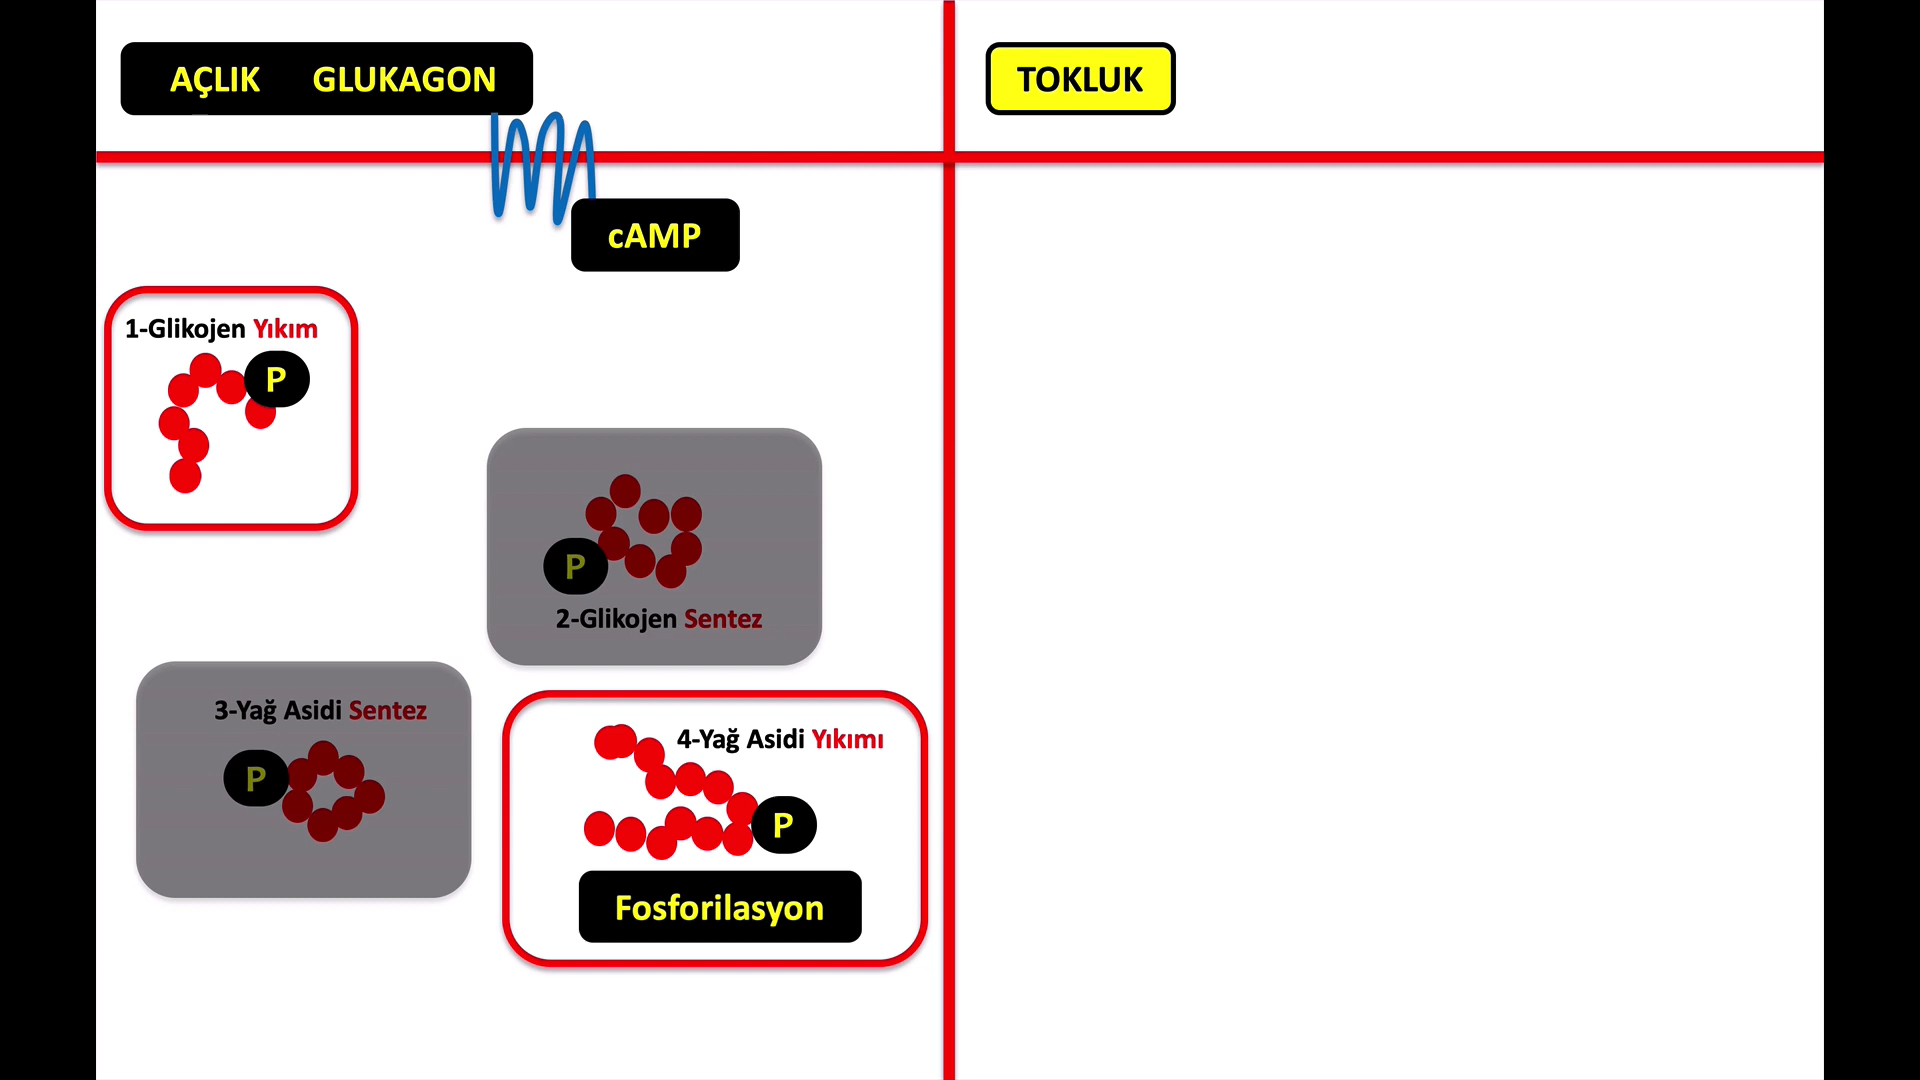 AÇLIK GLUKAGON
TOKLUK
cAMP
1-Glikojen Yıkım
P
P
2-Glikojen Sentez
3-Yağ Asidi Sentez
P
4-Yağ Asidi Yıkımı
P
Fosforilasyon